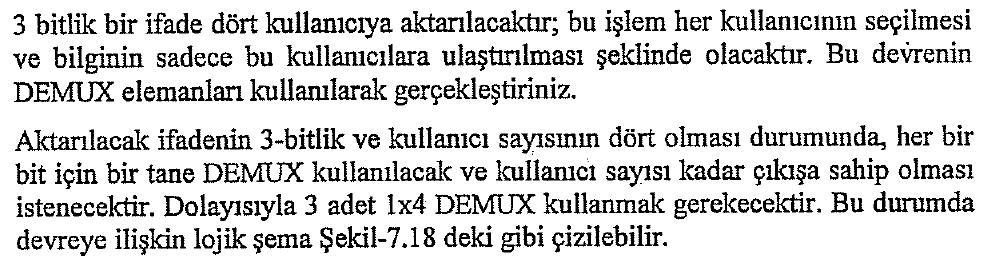 3 bitlik bir ifade dört kullanıcıya aktarılacaktır; bu işlem her kullanıcının seçilmesi
ve bilginin sadece bu kullanıcılara ulaştırılması şeklinde olacaktır. Bu devrenin
DEMUX elemanları kullanılarak gerçekleştiriniz.
Aktarılacak ifadenin 3-bitlik ve kullanıcı sayısının dört olması durumunda, her bir
bit için bir tane DEMUX kullanılacak ve kullanıcı sayısı kadar çıkışa sahip olması
istenecektir. Dolayısıyla 3 adet 1x4 DEMUX kullanmak gerekecektir. Bu durumda
devreye ilişkin lojik şema Şekil-7.18 deki gibi çizilebilir.